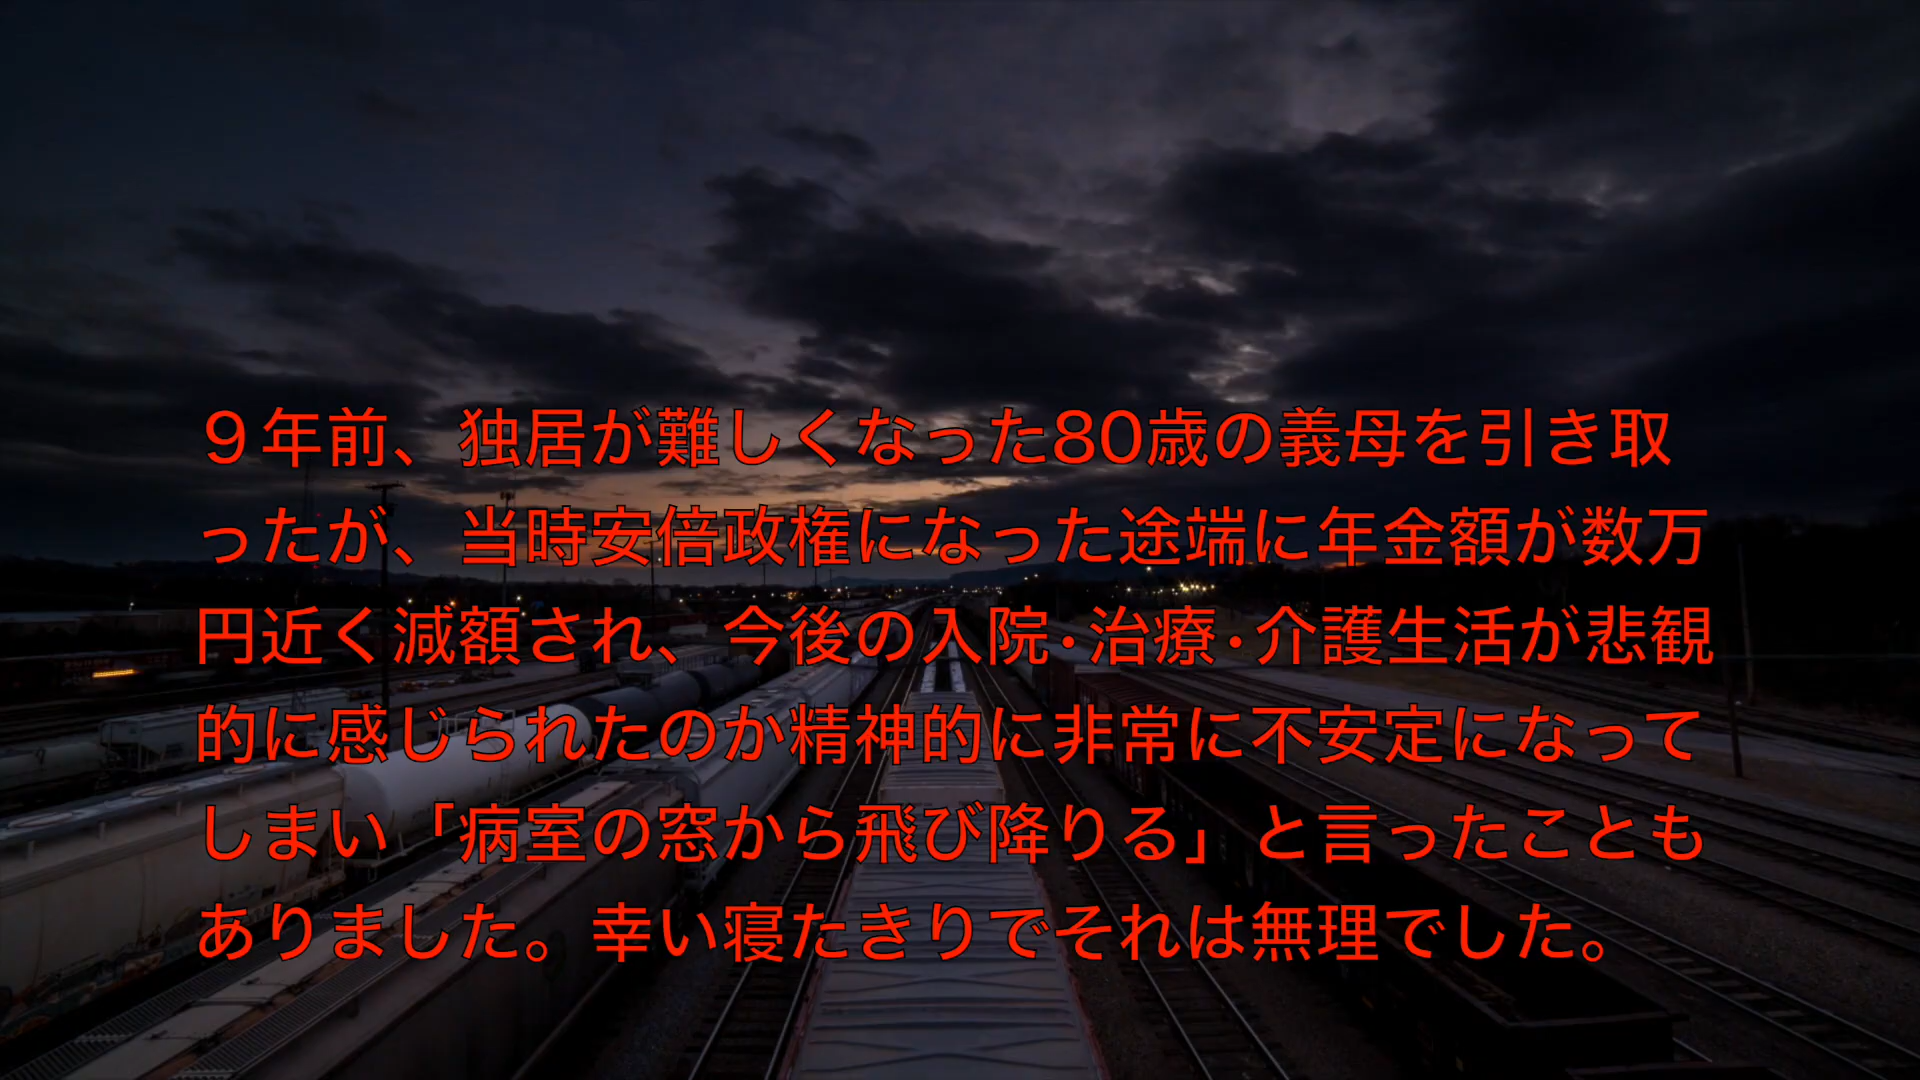 ９年前、独居が難しくなった80歳の義母を引き取
ったが、当時安倍政権になった途端に年金額が数万
円近く減額され、今後の入院·治療·介護生活が悲観
的に感じられたのか精神的に非常に不安定になって
しまい「病室の窓から飛び降りる」と言ったことも
ありました。幸い寝たきりでそれは無理でした。